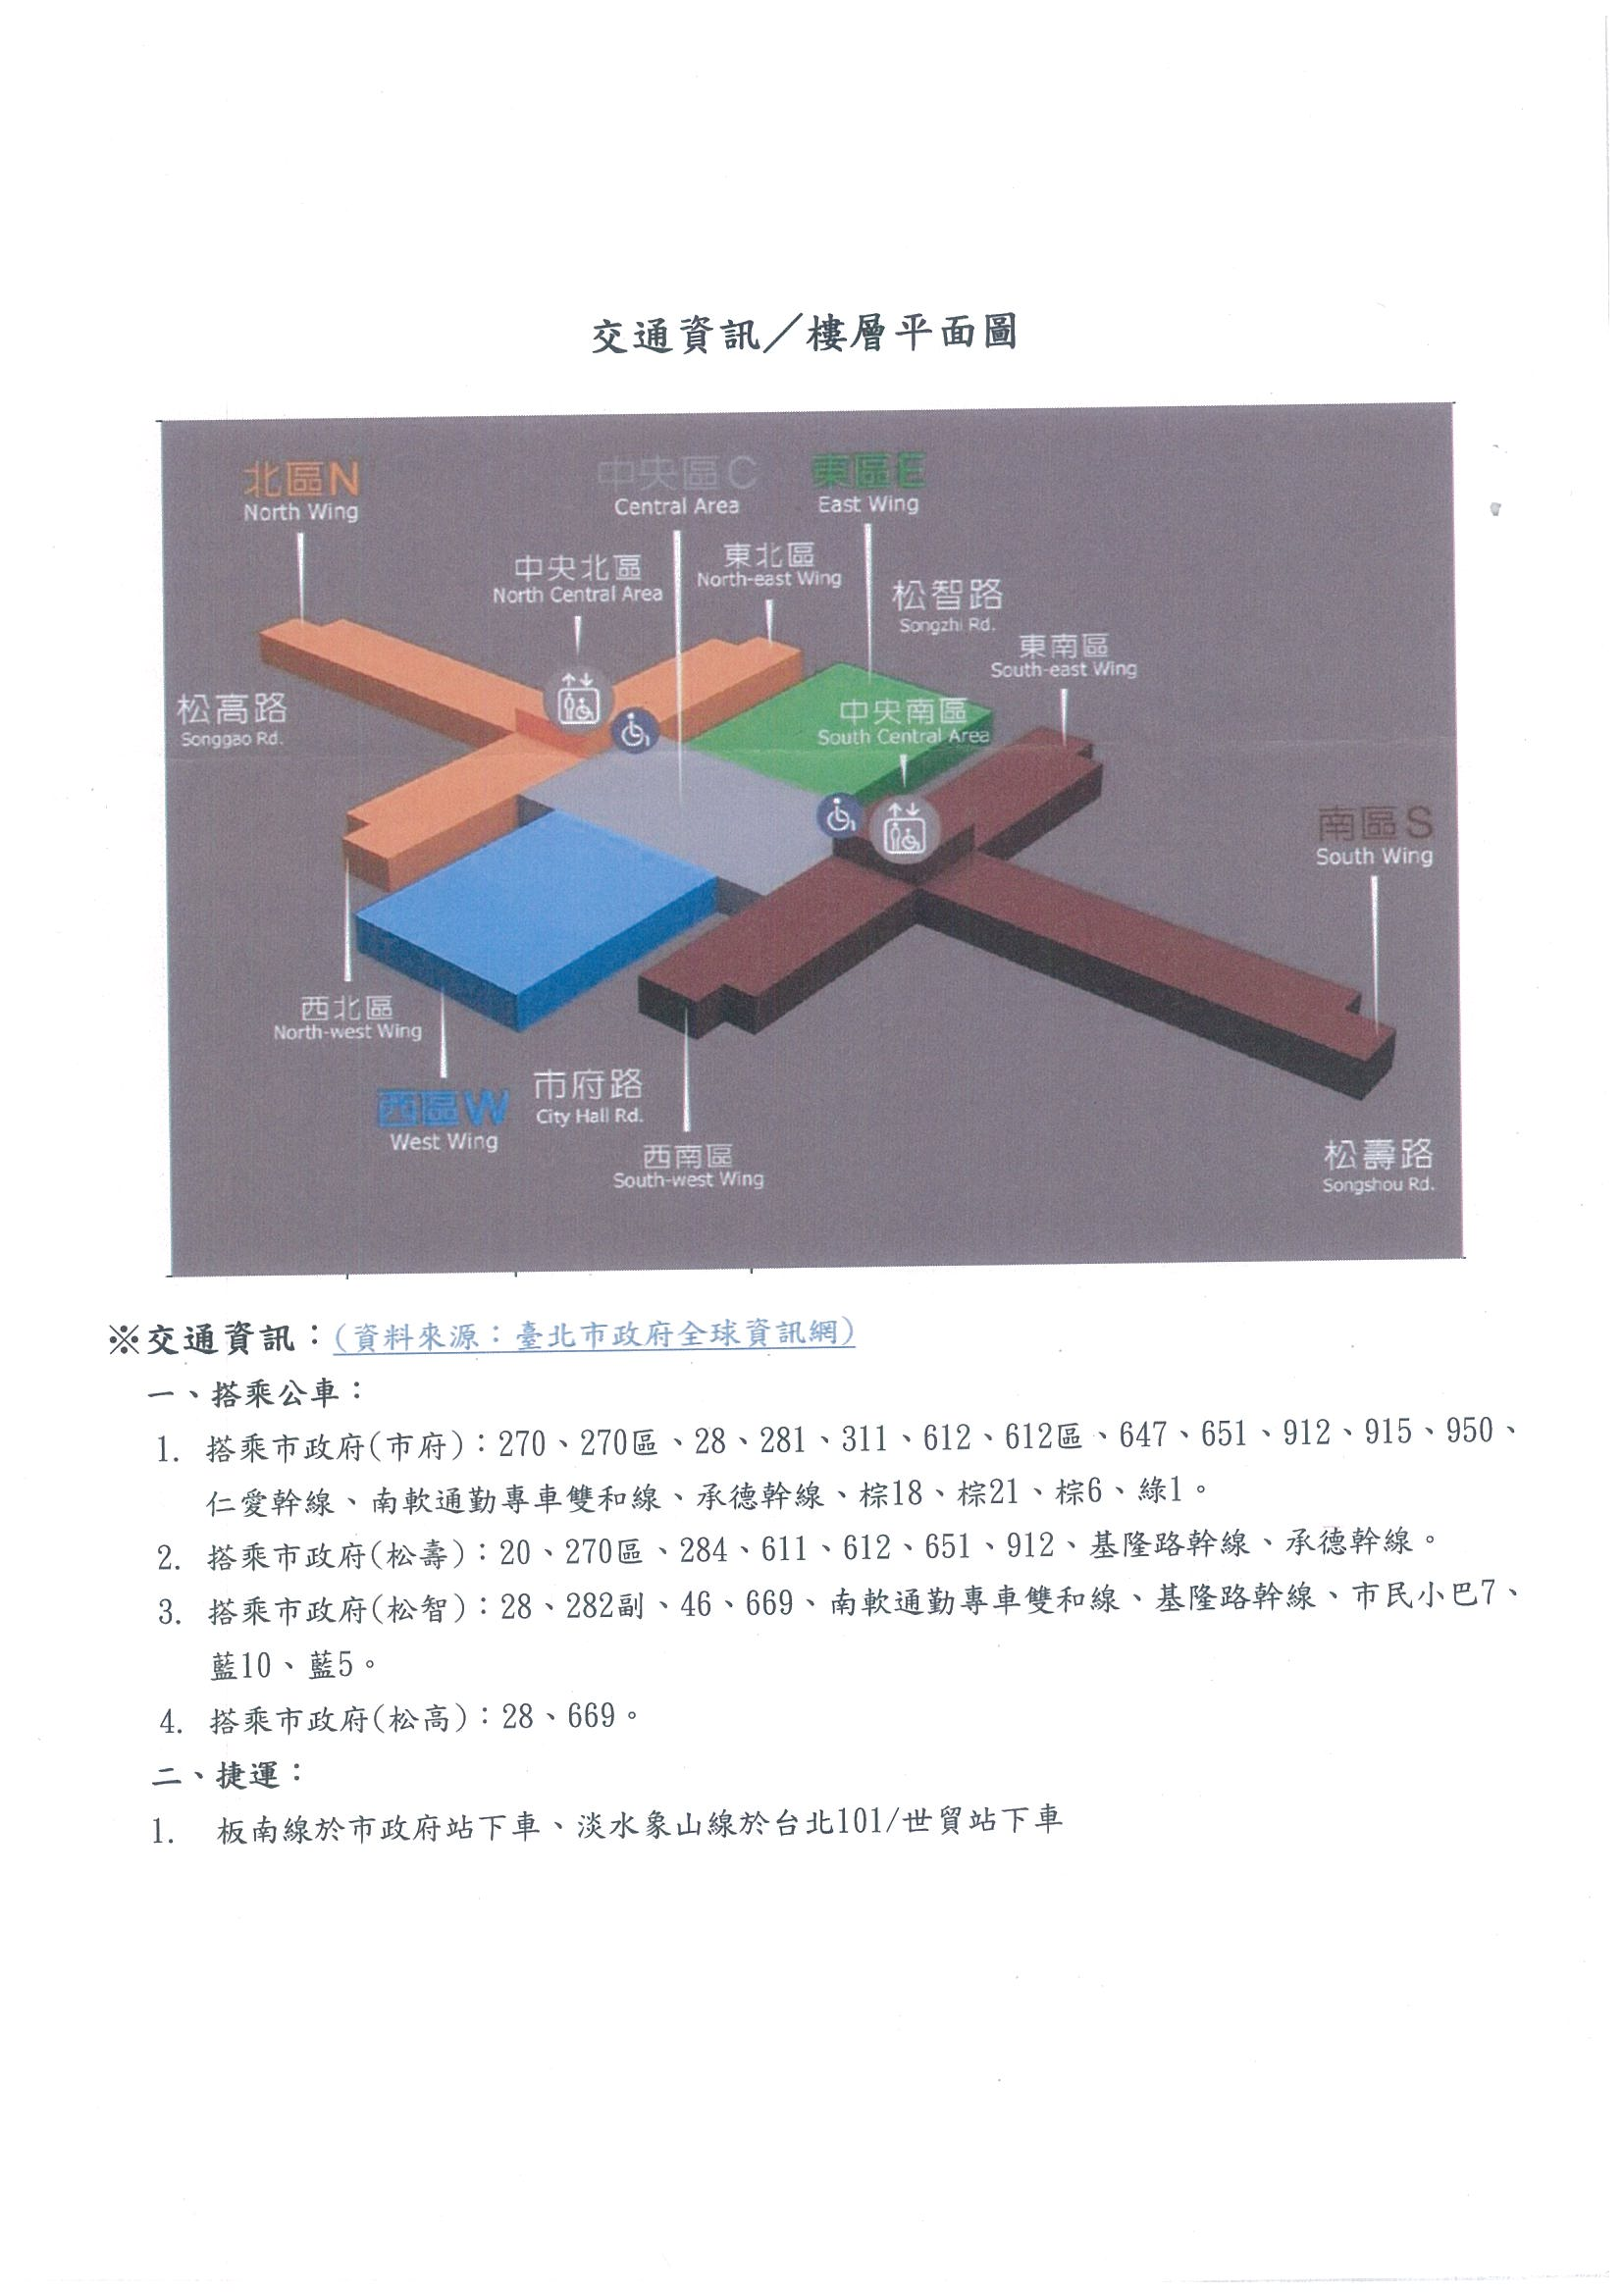 交通資訊／樓層平面圖
北區N
North Wing
中央區C
Central Area
東區E
East Wing
中央北區
North Central Area
東北區
North-east Wing
松智路
Songzhi Rd.
東南區
South-east Wing
松高路
Songgao Rd.
中央南區
South Central Area
南區S
South Wing
西北區
North-west Wing
西區W
West Wing
市府路
City Hall Rd.
西南區
South-west Wing
松壽路
Songshou Rd.
※交通資訊：(資料來源：臺北市政府全球資訊網)
一、搭乘公車：
1. 搭乘市政府(市府)：270、270區、28、281、311、612、612區、647、651、912、915、950、
仁愛幹線、南軟通勤專車雙和線、承德幹線、棕18、棕21、棕6、綠1。
2. 搭乘市政府(松壽)：20、270區、284、611、612、651、912、基隆路幹線、承德幹線。
3. 搭乘市政府(松智)：28、282副、46、669、南軟通勤專車雙和線、基隆路幹線、市民小巴7、
藍10、藍5。
4. 搭乘市政府(松高)：28、669。
二、捷運：
1. 板南線於市政府站下車、淡水象山線於台北101/世貿站下車